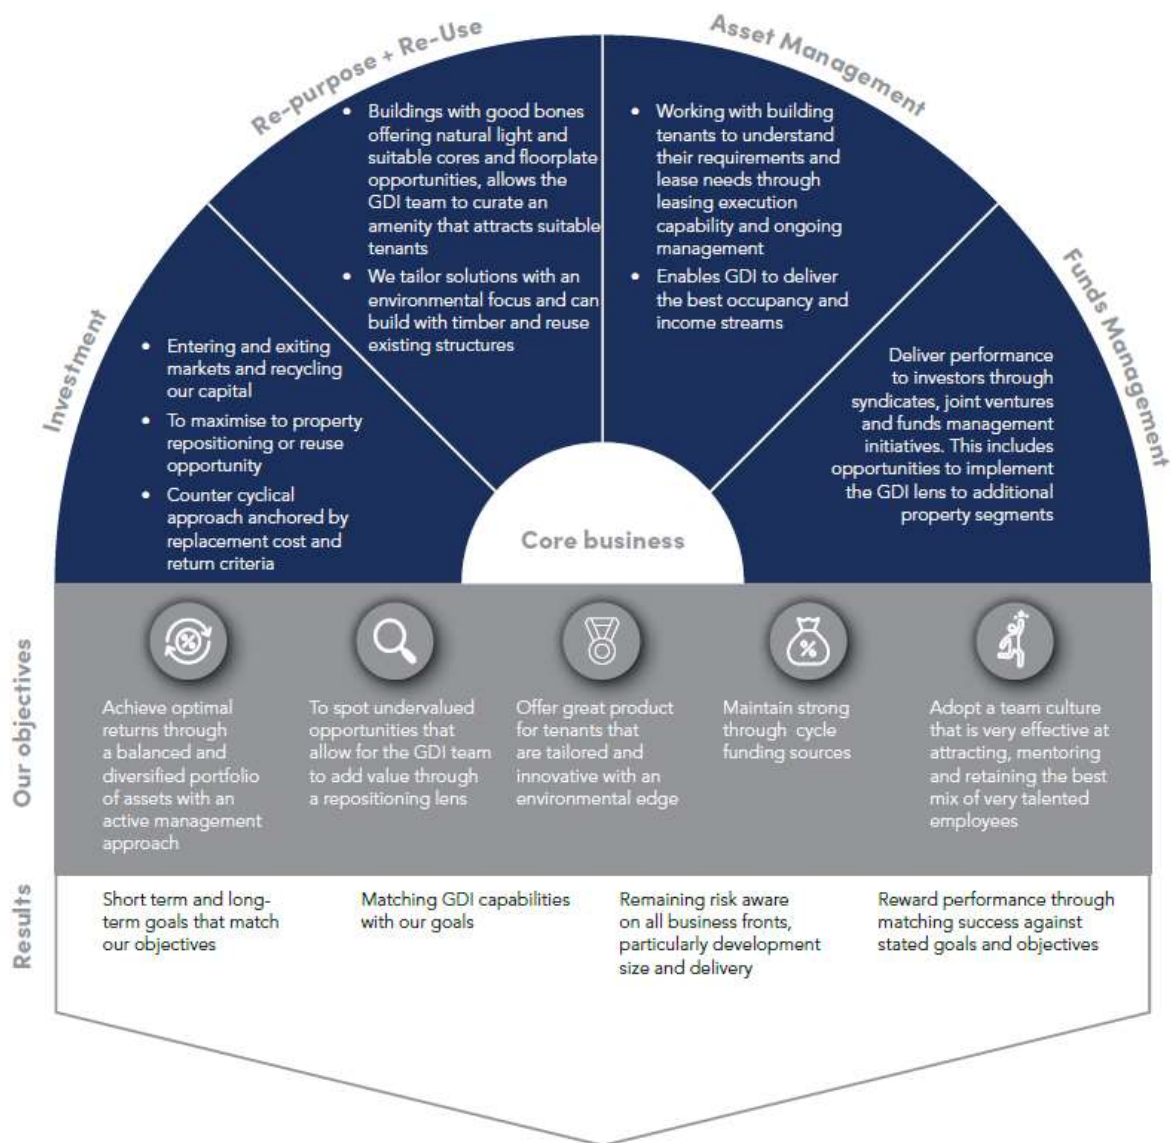 Re-purpose + Re-Use
Asset Management
Investment
Funds Management
• Buildings with good bones
offering natural light and
suitable cores and floorplate
opportunities, allows the
GDI team to curate an
amenity that attracts suitable
tenants
• We tailor solutions with an
environmental focus and can
build with timber and reuse
existing structures
• Working with building
tenants to understand
their requirements and
lease needs through
leasing execution
capability and ongoing
management
• Enables GDI to deliver
the best occupancy and
income streams
• Entering and exiting
markets and recycling
our capital
• To maximise to property
repositioning or reuse
opportunity
• Counter cyclical
approach anchored by
replacement cost and
return criteria
Deliver performance
to investors through
syndicates, joint ventures
and funds management
initiatives. This includes
opportunities to implement
the GDI lens to additional
property segments
Core business
Our objectives
%
%
Achieve optimal
returns through
a balanced and
diversified portfolio
of assets with an
active management
approach
To spot undervalued
opportunities that
allow for the GDI team
to add value through
a repositioning lens
Offer great product
for tenants that
are tailored and
innovative with an
environmental edge
Maintain strong
through cycle
funding sources
Adopt a team culture
that is very effective at
attracting, mentoring
and retaining the best
mix of very talented
employees
Results
Short term and long-
term goals that match
our objectives
Matching GDI capabilities
with our goals
Remaining risk aware
on all business fronts,
particularly development
size and delivery
Reward performance through
matching success against
stated goals and objectives